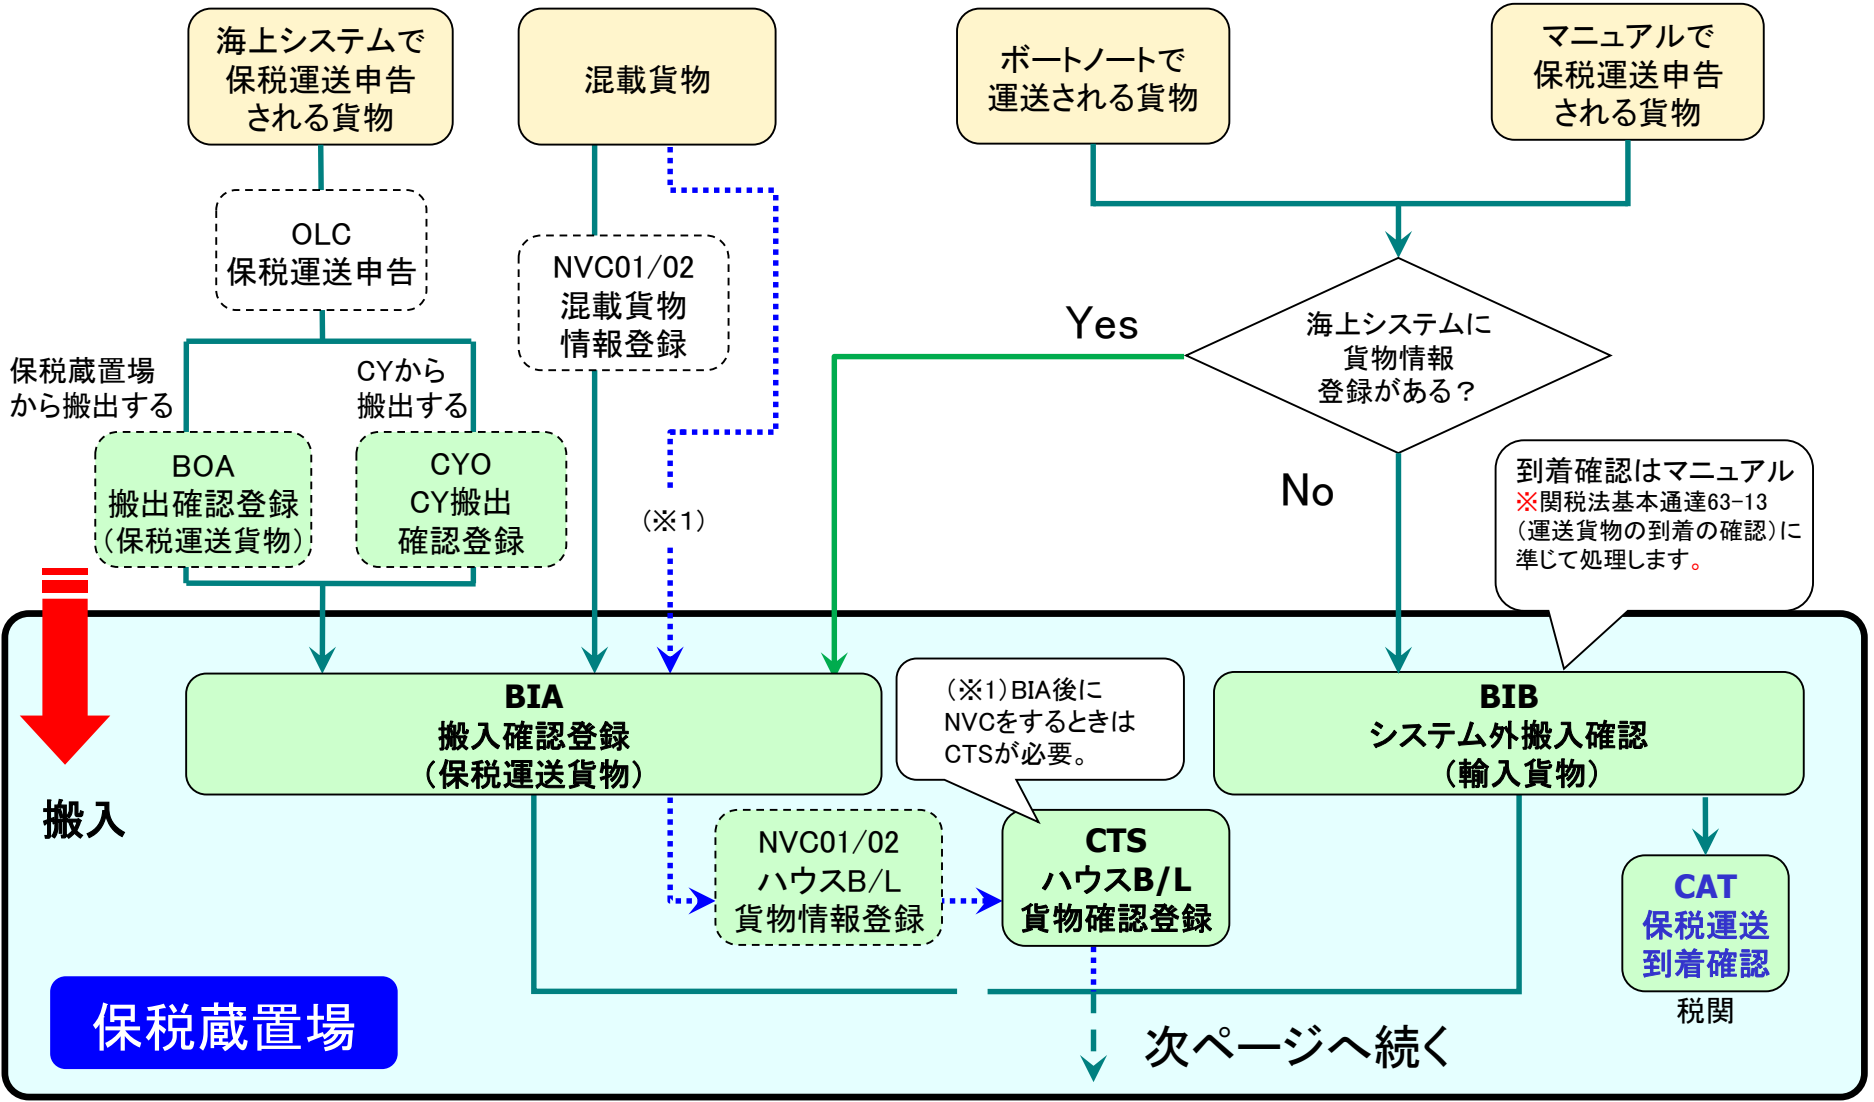 海上システムで
保税運送申告
される貨物
混載貨物
ボートノートで
運送される貨物
マニュアルで
保税運送申告
される貨物
OLC
保税運送申告
NVC01/02
混載貨物
情報登録
Yes
海上システムに
貨物情報
登録がある？
保税蔵置場
から搬出する
CYから
搬出する
BOA
搬出確認登録
（保税運送貨物）
CYO
CY搬出
確認登録
（※１）
No
到着確認はマニュアル
※関税法基本通達63-13
（運送貨物の到着の確認）に
準じて処理します。
搬入
BIA
搬入確認登録
（保税運送貨物）
（※１）BIA後に
NVCをするときは
CTSが必要。
BIB
システム外搬入確認
（輸入貨物）
NVC01/02
ハウスB/L
貨物情報登録
CTS
ハウスB/L
貨物確認登録
CAT
保税運送
到着確認
税関
保税蔵置場
次ページへ続く